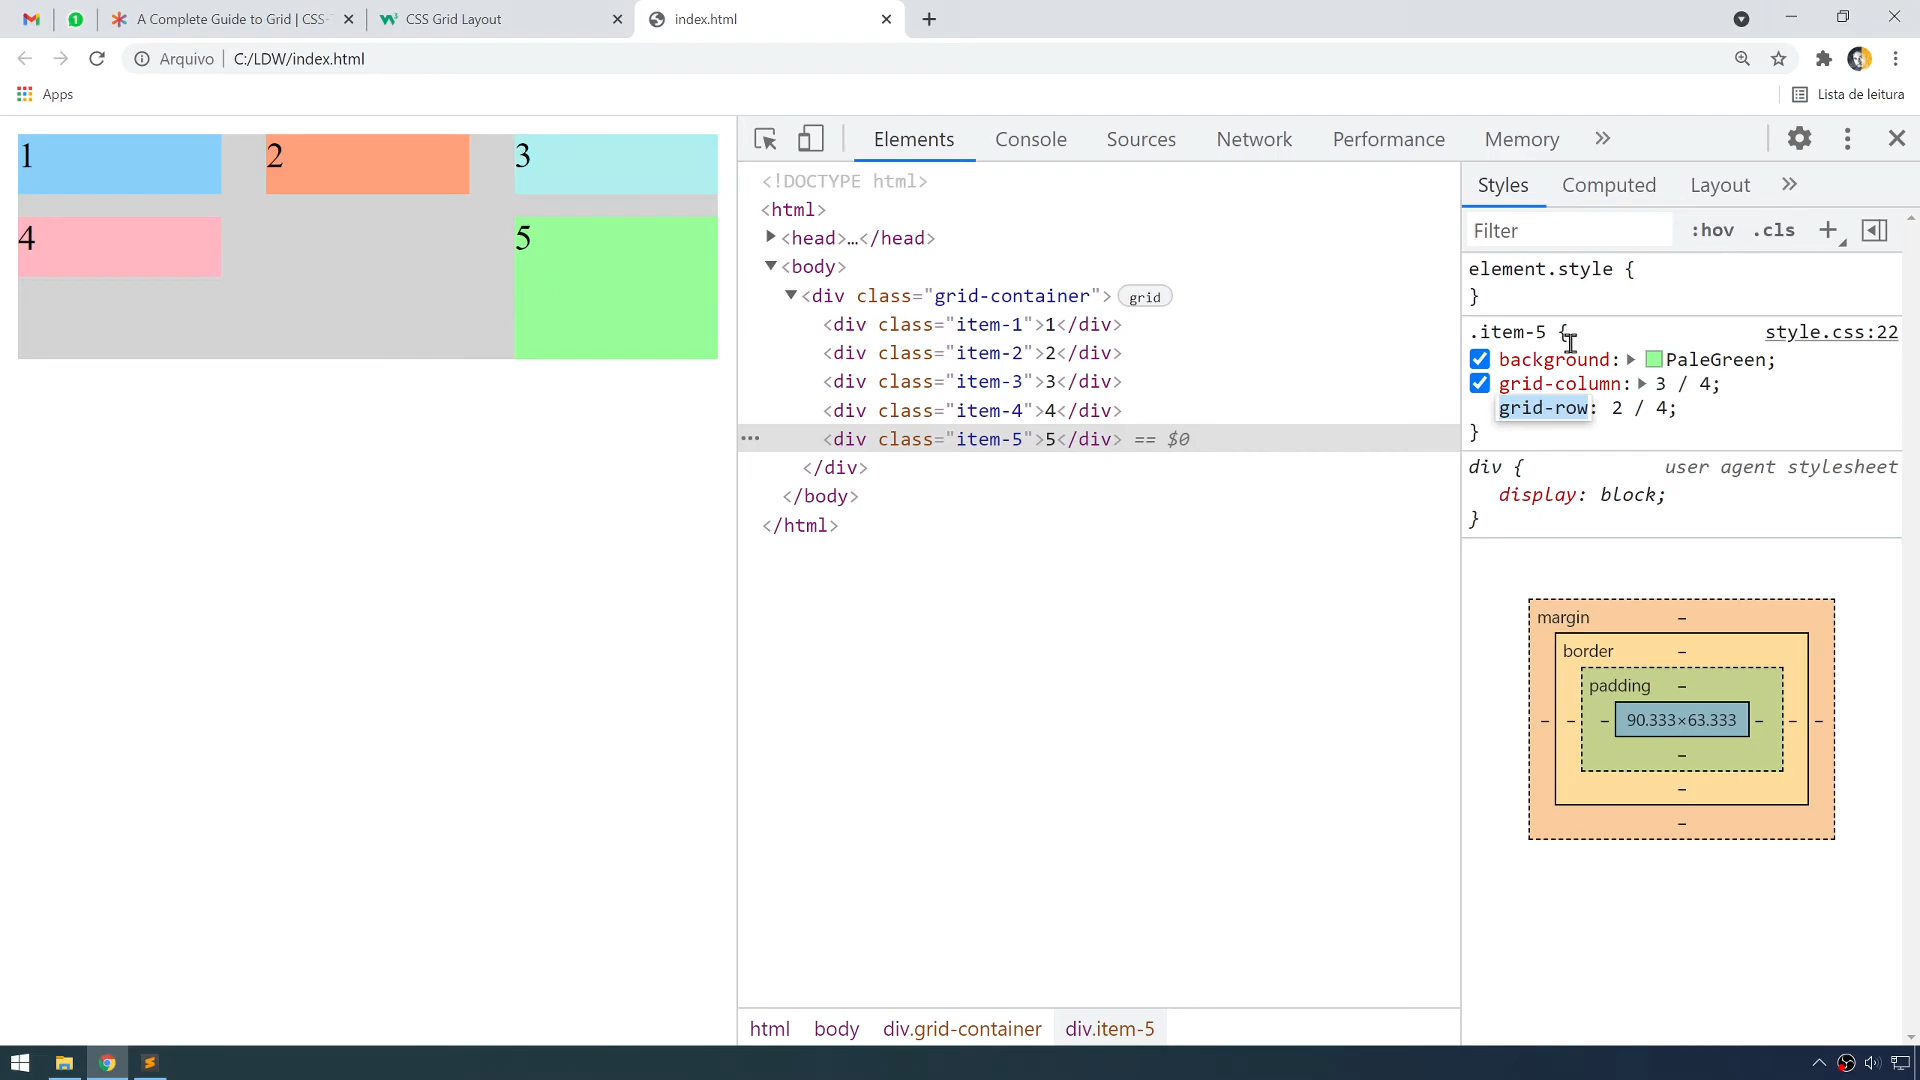 A Complete Guide to Grid | CSS-
CSS Grid Layout
index.html
Arquivo
C:/LDW/index.html
Apps
Lista de leitura
1
2
3
4
5
Elements
Console
Sources
Network
Performance
Memory
<!DOCTYPE html>
<html>
<head>…</head>
<body>
<div class="grid-container">
grid
<div class="item-1">1</div>
<div class="item-2">2</div>
<div class="item-3">3</div>
<div class="item-4">4</div>
<div class="item-5">5</div> == $0
</div>
</body>
</html>
html
body
div.grid-container
div.item-5
Styles
Computed
Layout
Filter
:hov
.cls
element.style {
}
.item-5 {
style.css:22
background: PaleGreen;
grid-column: 3 / 4;
grid-row: 2 / 4;
}
div {
user agent stylesheet
display: block;
}
margin
–
border
–
padding
–
– – – 90.333×63.333 – – –
–
–
–